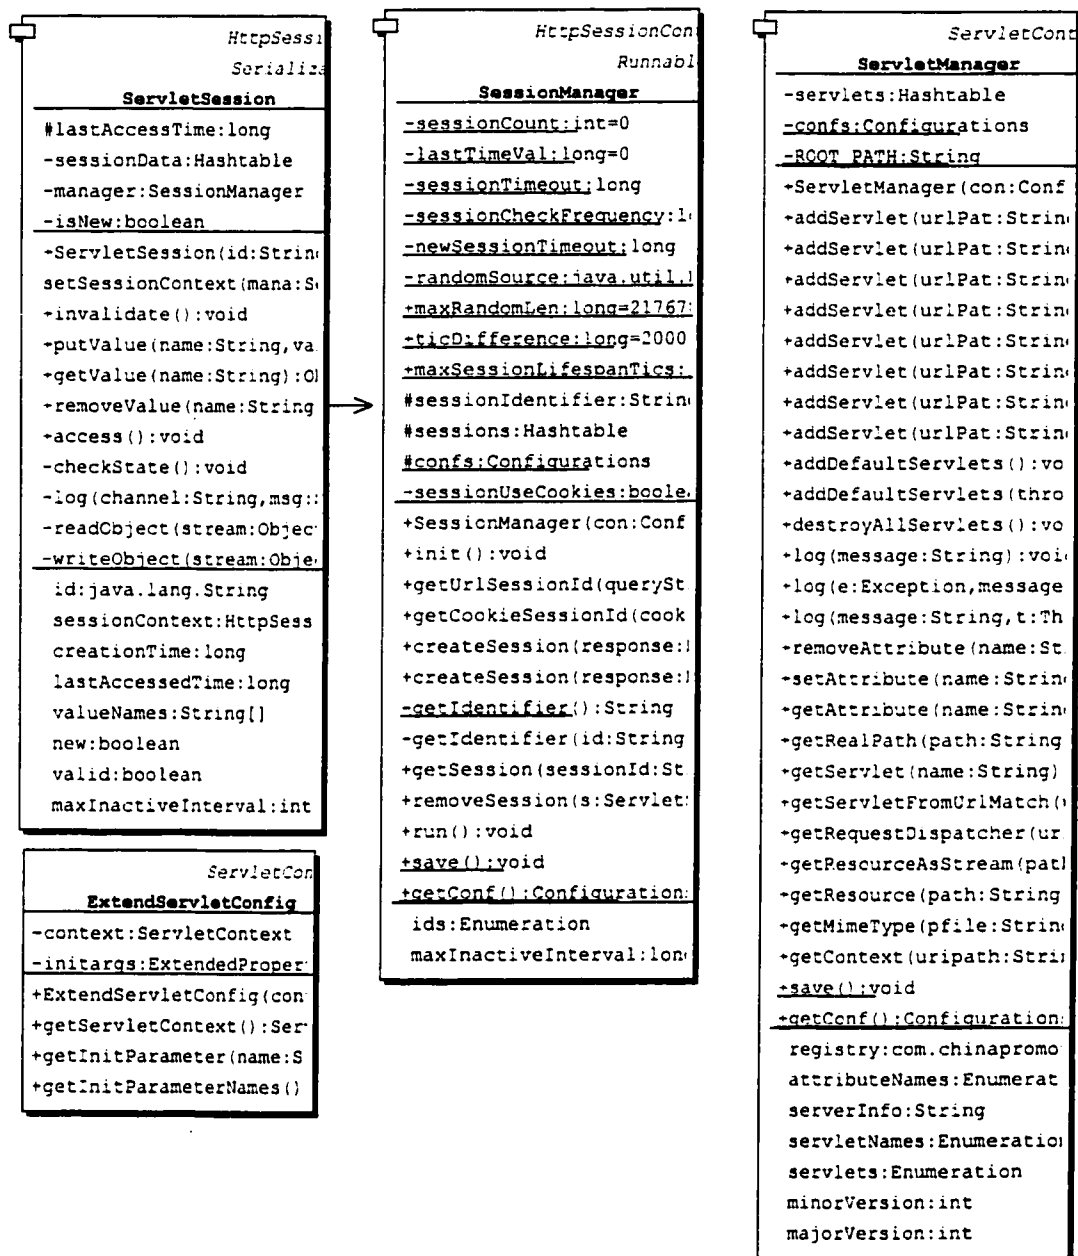 HttpSessi
Serializa
ServletSession
#lastAccessTime:long
-sessionData:Hashtable
-manager:SessionManager
-isNew:boolean
+ServletSession(id:Strin
setSessionContext(mana:S
+invalidate():void
+putValue(name:String,va
+getValue(name:String):O
+removeValue(name:String
+access():void
-checkState():void
-log(channel:String,msg:
-readObject(stream:Objec
-writeObject(stream:Obje
id:java.lang.String
sessionContext:HttpSess
creationTime:long
lastAccessedTime:long
valueNames:String[]
new:boolean
valid:boolean
maxInactiveInterval:int
ServletCon
ExtendServletConfig
-context:ServletContext
-initargs:ExtendedProper
+ExtendServletConfig(con
+getServletContext():Ser
+getInitParameter(name:S
+getInitParameterNames()
HttpSessionCon
Runnabl
SessionManager
-sessionCount:int=0
-lastTimeVal:long=0
-sessionTimeout:long
-sessionCheckFrequency:l
-newSessionTimeout:long
-randomSource:java.util.
+maxRandomLen:long=21767
+ticDifference:long=2000
+maxSessionLifespanTics:
#sessionIdentifier:Strin
#sessions:Hashtable
#confs:Configurations
-sessionUseCookies:boole
+SessionManager(con:Conf
+init():void
+getUrlSessionId(querySt
+getCookieSessionId(cook
+createSession(response:
+createSession(response:
-getIdentifier():String
-getIdentifier(id:String
+getSession(sessionId:St
+removeSession(s:Servlet
+run():void
+save():void
+getConf():Configuration
ids:Enumeration
maxInactiveInterval:lon
ServletCont
ServletManager
-servlets:Hashtable
-confs:Configurations
-ROOT_PATH:String
+ServletManager(con:Conf
+addServlet(urlPat:Strin
+addServlet(urlPat:Strin
+addServlet(urlPat:Strin
+addServlet(urlPat:Strin
+addServlet(urlPat:Strin
+addServlet(urlPat:Strin
+addServlet(urlPat:Strin
+addServlet(urlPat:Strin
+addDefaultServlets():vo
+addDefaultServlets(thro
+destroyAllServlets():vo
+log(message:String):voi
+log(e:Exception,message
+log(message:String,t:Th
+removeAttribute(name:St
+setAttribute(name:Strin
+getAttribute(name:Strin
+getRealPath(path:String
+getServlet(name:String)
+getServletFromUrlMatch(
+getRequestDispatcher(ur
+getResourceAsStream(pat
+getResource(path:String
+getMimeType(pfile:Strin
+getContext(uripath:Stri
+save():void
+getConf():Configuration
registry:com.chinapromo
attributeNames:Enumerat
serverInfo:String
servletNames:Enumeratio
servlets:Enumeration
minorVersion:int
majorVersion:int